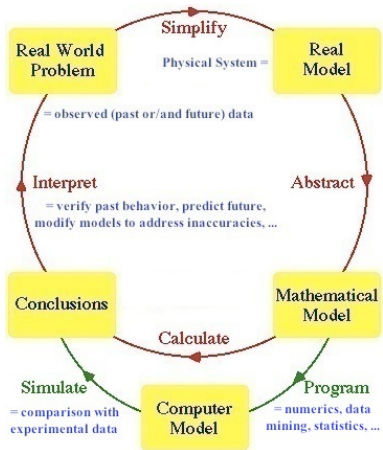 Simplify
Real World
Problem
Physical System =
Real
Model
= observed (past or/and future) data
Interpret
Abstract
= verify past behavior, predict future,
modify models to address inaccuracies, ...
Conclusions
Mathematical
Model
Calculate
Simulate
Program
= comparison with
experimental data
Computer
Model
= numerics, data
mining, statistics, ...